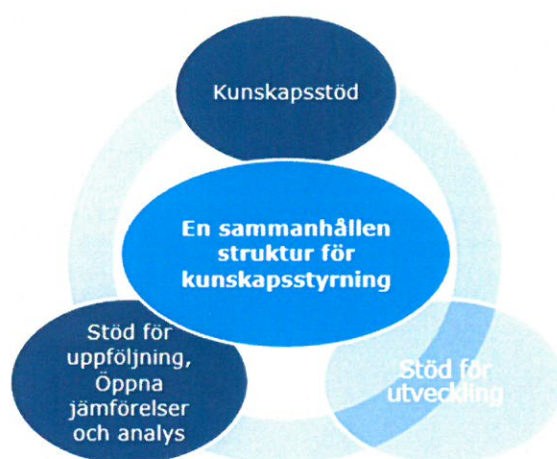 Kunskapsstöd
En sammanhållen
struktur för
kunskapsstyrning
Stöd för
uppföljning,
Öppna
jämförelser
och analys
Stöd för
utveckling